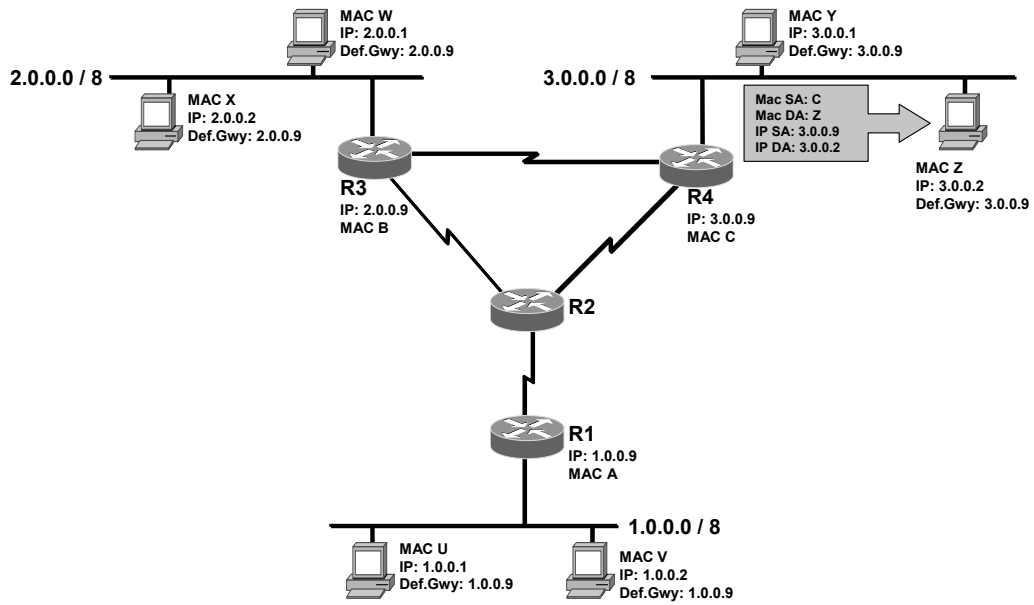 MAC W
IP: 2.0.0.1
Def.Gwy: 2.0.0.9
MAC Y
IP: 3.0.0.1
Def.Gwy: 3.0.0.9
2.0.0.0 / 8
3.0.0.0 / 8
MAC X
IP: 2.0.0.2
Def.Gwy: 2.0.0.9
Mac SA: C
Mac DA: Z
IP SA: 3.0.0.9
IP DA: 3.0.0.2
MAC Z
IP: 3.0.0.2
Def.Gwy: 3.0.0.9
R3
IP: 2.0.0.9
MAC B
R4
IP: 3.0.0.9
MAC C
R2
R1
IP: 1.0.0.9
MAC A
1.0.0.0 / 8
MAC U
IP: 1.0.0.1
Def.Gwy: 1.0.0.9
MAC V
IP: 1.0.0.2
Def.Gwy: 1.0.0.9